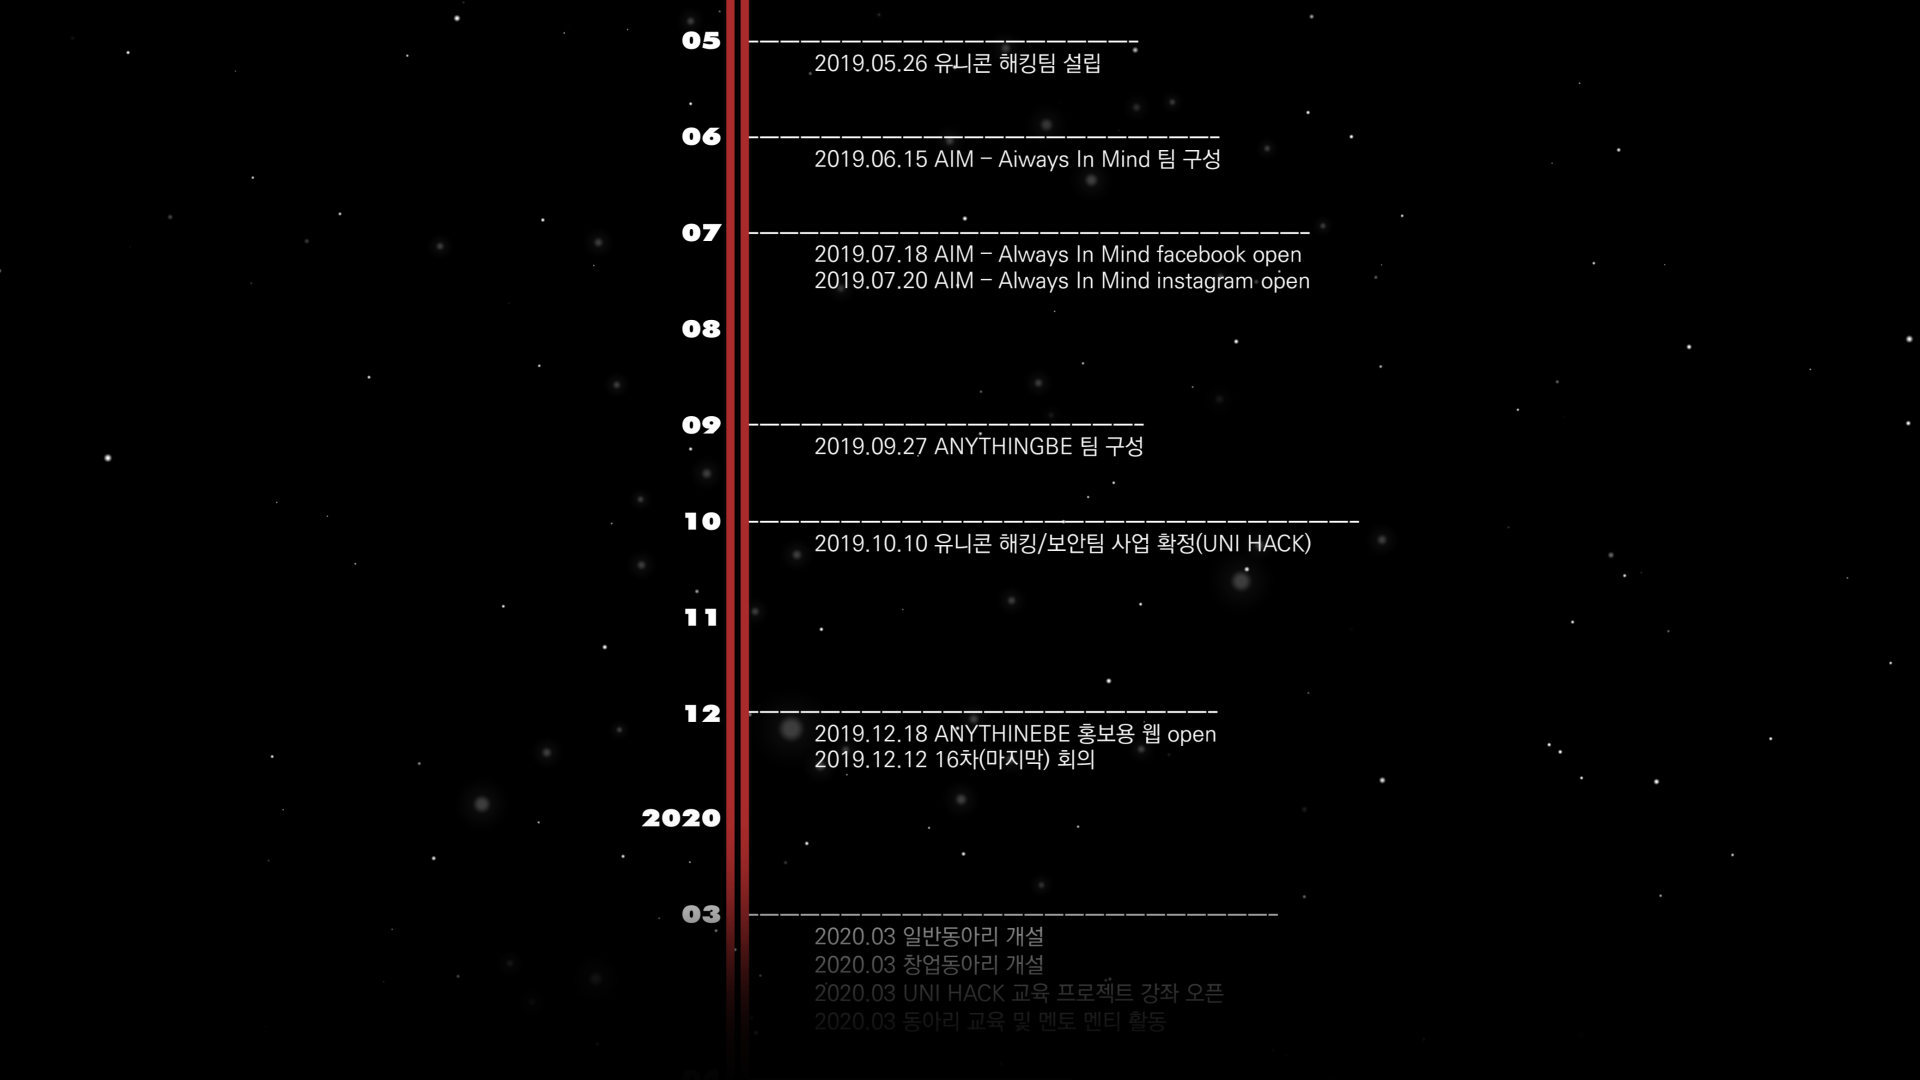 05
2019.05.26 유니콘 해킹팀 설립
06
2019.06.15 AIM - Aiways In Mind 팀 구성
07
2019.07.18 AIM - Always In Mind facebook open
2019.07.20 AIM - Always In Mind instagram open
08
09
2019.09.27 ANYTHINGBE 팀 구성
10
2019.10.10 유니콘 해킹/보안팀 사업 확정(UNI HACK)
11
12
2019.12.18 ANYTHINEBE 홍보용 웹 open
2019.12.12 16차(마지막) 회의
2020
03
2020.03 일반동아리 개설
2020.03 창업동아리 개설
2020.03 UNI HACK 교육 프로젝트 강좌 오픈
2020.03 동아리 교육 및 멘토 멘티 활동